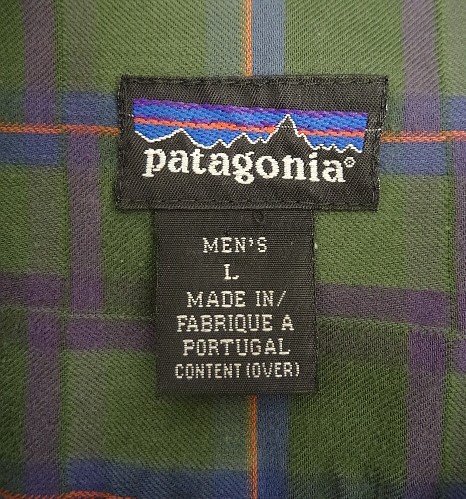 patagonia®
MEN'S
L
MADE IN/
FABRIQUE A
PORTUGAL
CONTENT (OVER)